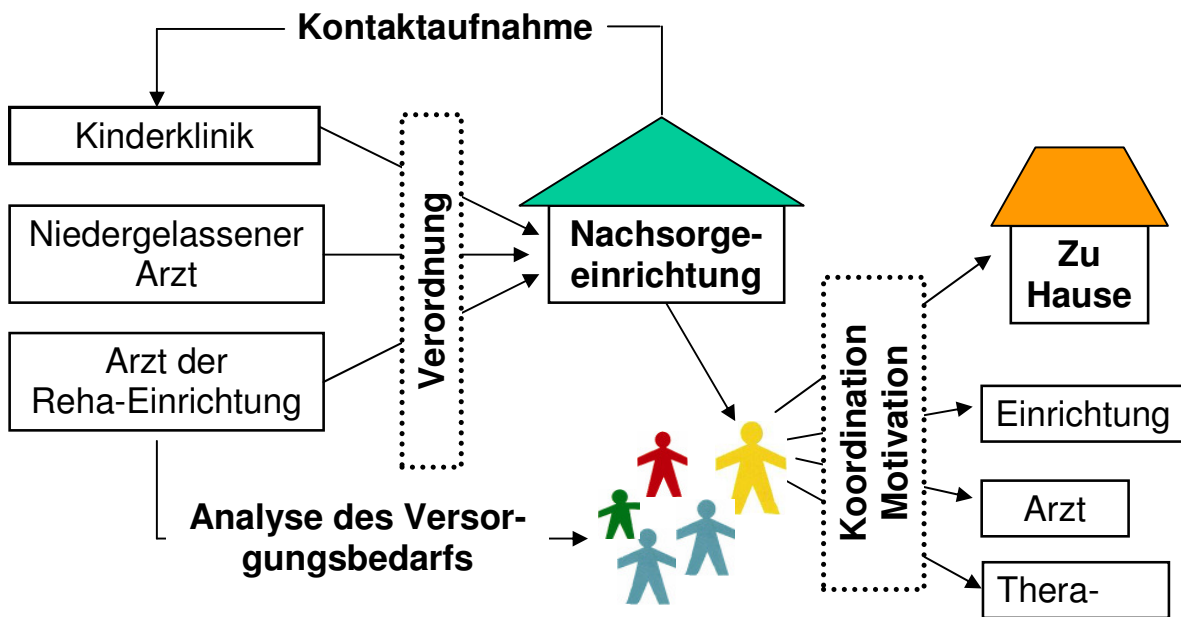 Kontaktaufnahme
Kinderklinik
Niedergelassener
Arzt
Arzt der
Reha-Einrichtung
Verordnung
Nachsorge-
einrichtung
Analyse des Versor-
gungsbedarfs
Koordination
Motivation
Zu
Hause
Einrichtung
Arzt
Thera-